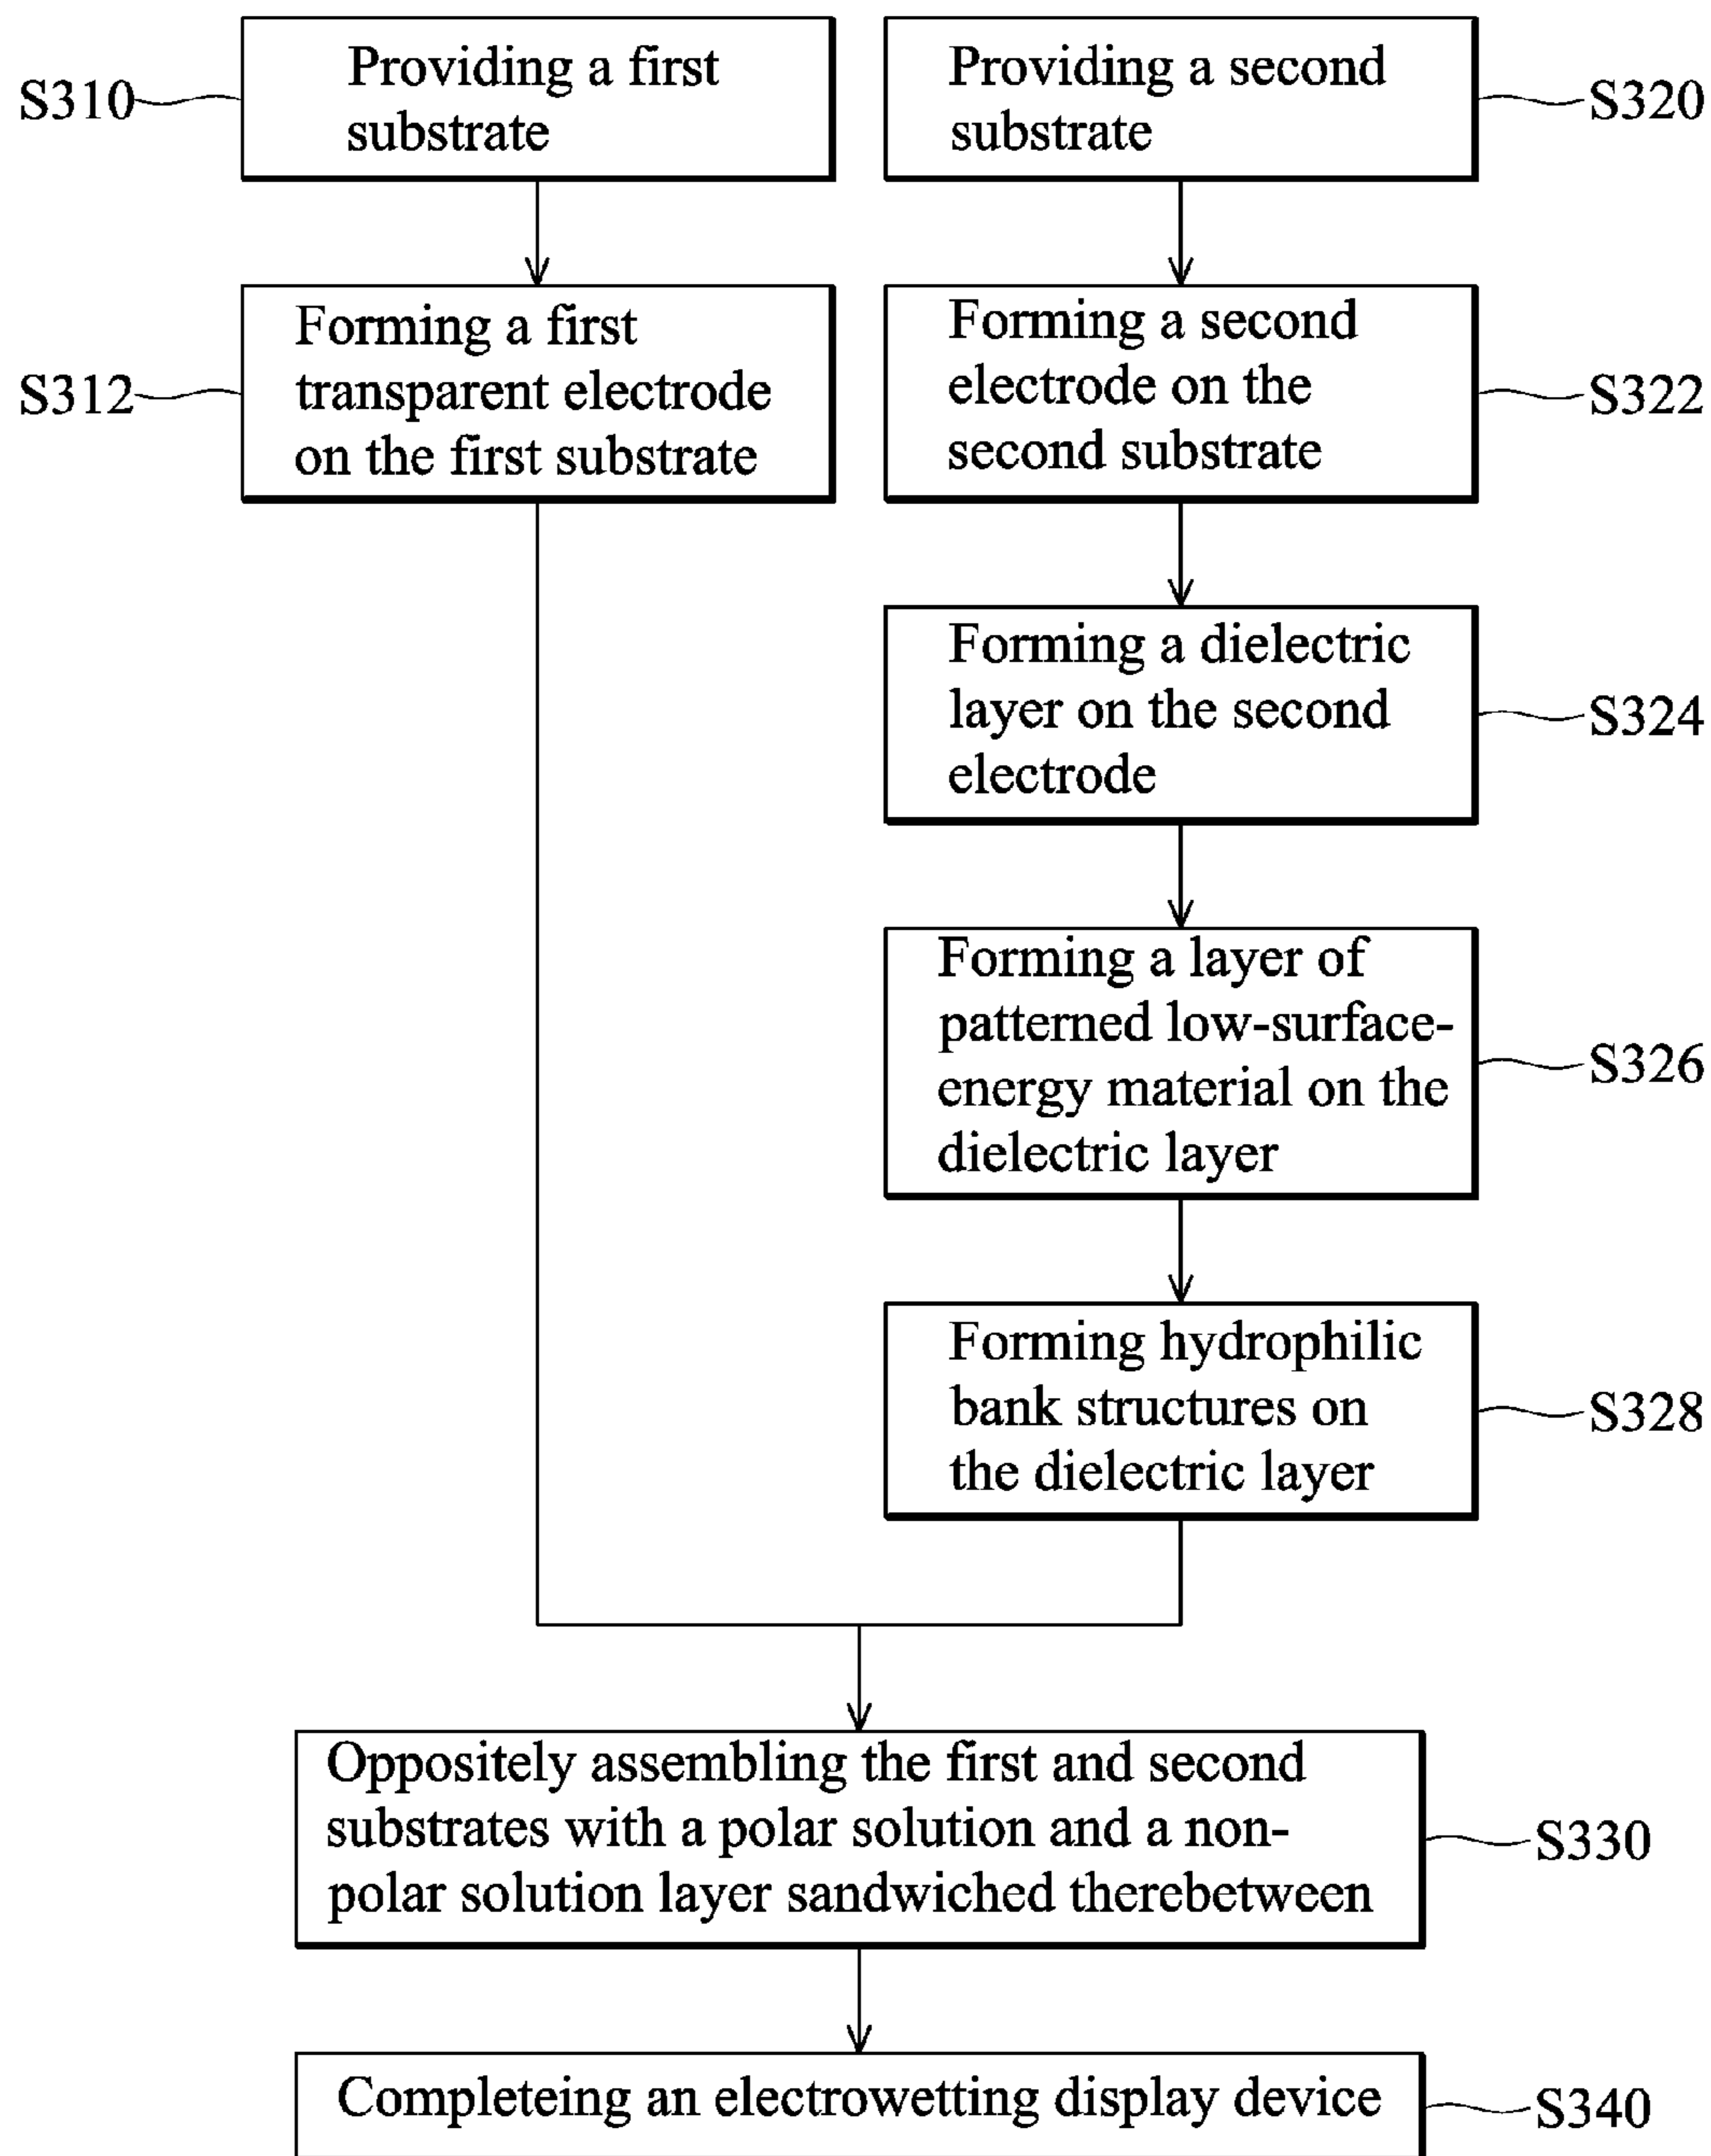 S310
Providing a first
substrate
Providing a second
substrate
S320
S312
Forming a first
transparent electrode
on the first substrate
Forming a second
electrode on the
second substrate
S322
Forming a dielectric
layer on the second
electrode
S324
Forming a layer of
patterned low-surface-
energy material on the
dielectric layer
S326
Forming hydrophilic
bank structures on
the dielectric layer
S328
Oppositely assembling the first and second
substrates with a polar solution and a non-
polar solution layer sandwiched therebetween
S330
Completeing an electrowetting display device
S340